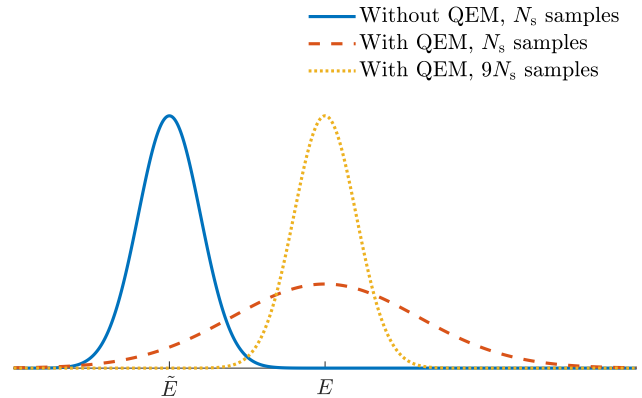 Without QEM, Nₛ samples
With QEM, Nₛ samples
With QEM, 9Nₛ samples
Ẽ
E